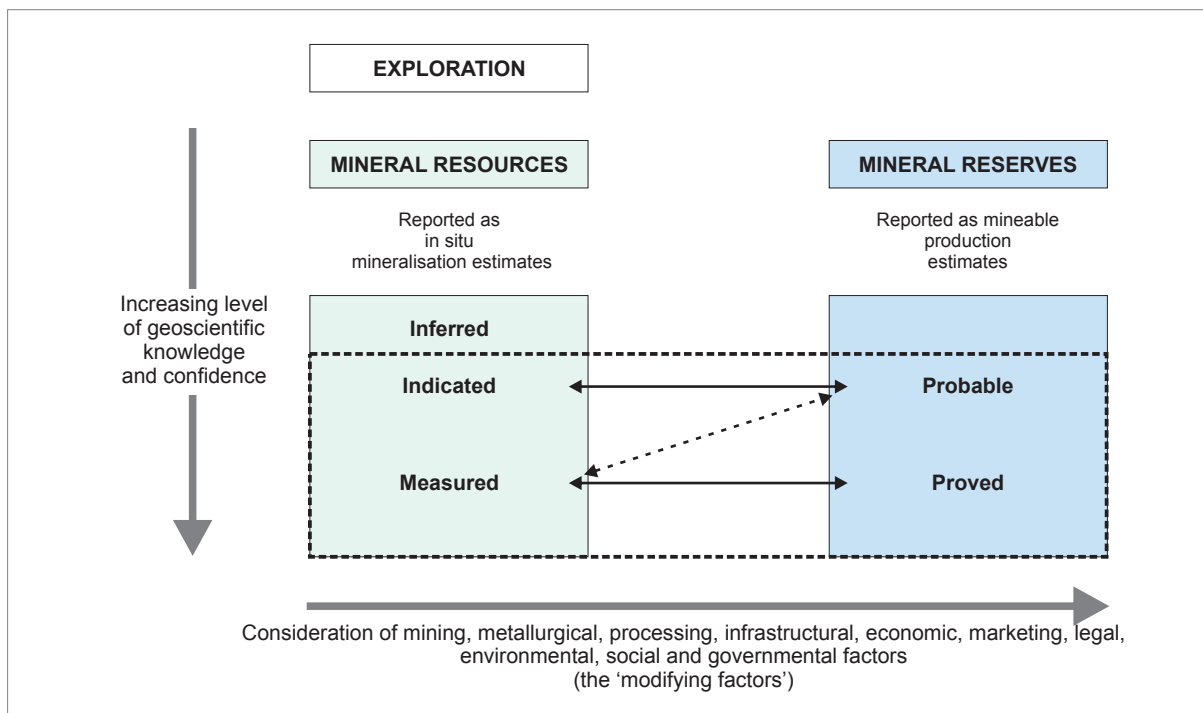 EXPLORATION
MINERAL RESOURCES
MINERAL RESERVES
Reported as
in situ
mineralisation estimates
Reported as mineable
production
estimates
Increasing level
of geoscientific
knowledge
and confidence
Inferred
Indicated
Probable
Measured
Proved
Consideration of mining, metallurgical, processing, infrastructural, economic, marketing, legal,
environmental, social and governmental factors
(the ‘modifying factors’)